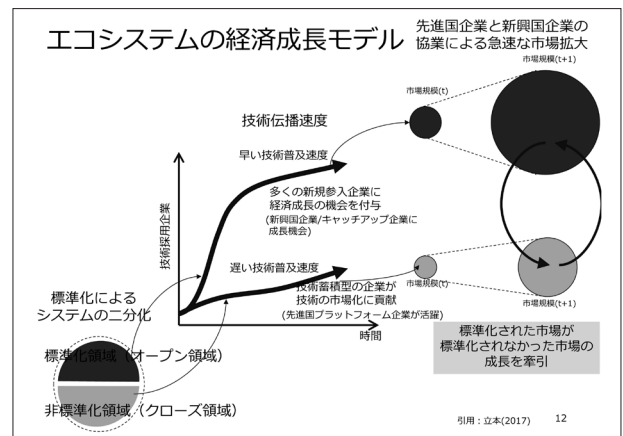 エコシステムの経済成長モデル
先進国企業と新興国企業の
協業による急速な市場拡大
市場規模(t+1)
市場規模(t)
技術伝播速度
早い技術普及速度
多くの新規参入企業に
経済成長の機会を付与
(新興国企業/キャッチアップ企業に
成長機会)
技術採用企業
遅い技術普及速度
技術蓄積型の企業が
技術の市場化に貢献
(先進国プラットフォーム企業が活躍)
時間
市場規模(t)
市場規模(t+1)
標準化による
システムの二分化
標準化領域（オープン領域）
非標準化領域（クローズ領域）
標準化された市場が
標準化されなかった市場の
成長を牽引
引用：立本(2017)
12